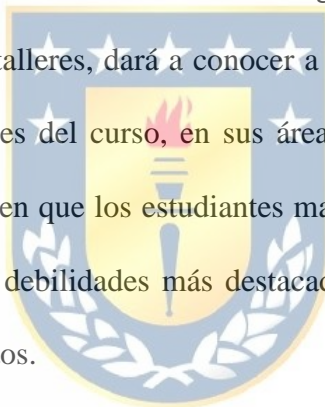 talleres, dará a conocer a
es del curso, en sus área
en que los estudiantes ma
debilidades más destacad
os.